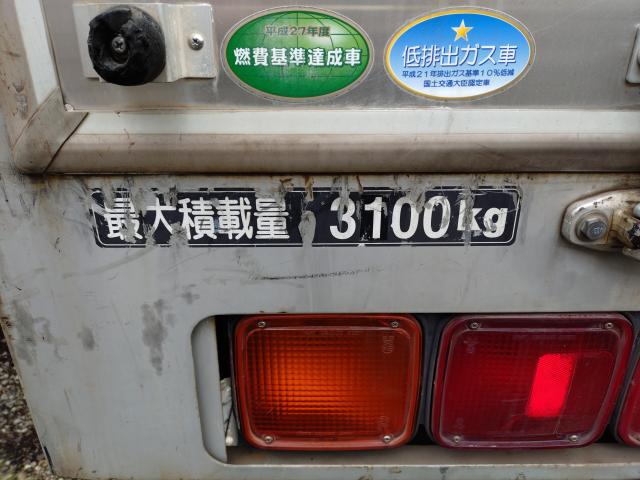 平成27年度
燃費基準達成車
低排出ガス車
平成21年排出ガス基準10%低減
国土交通大臣認定車
最大積載量 3100kg